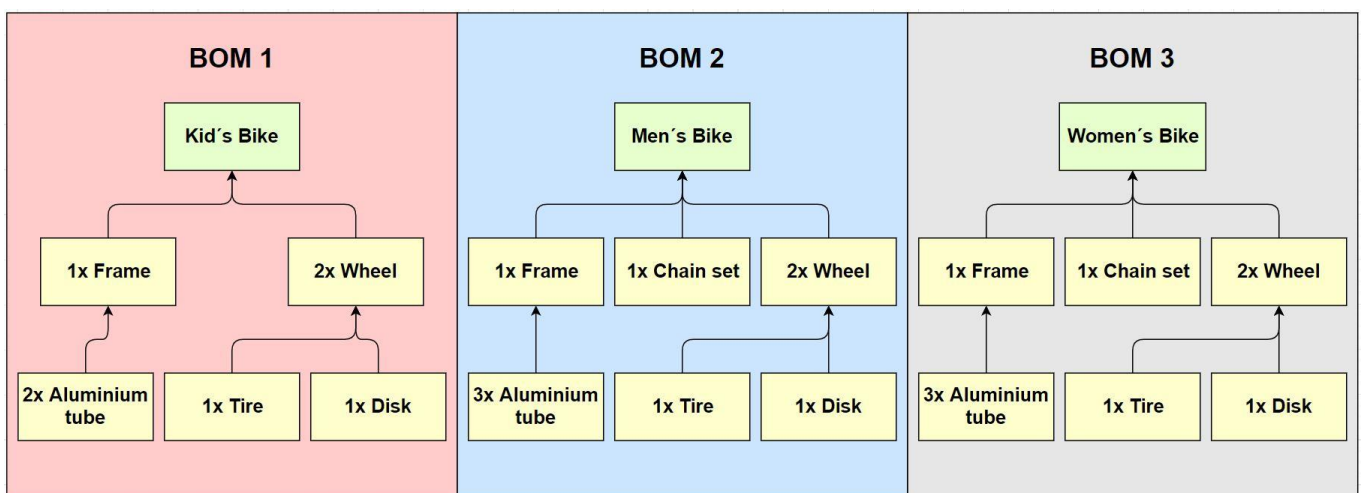 BOM 1
Kid´s Bike
1x Frame
2x Wheel
2x Aluminium
tube
1x Tire
1x Disk
BOM 2
Men´s Bike
1x Frame
1x Chain set
2x Wheel
3x Aluminium
tube
1x Tire
1x Disk
BOM 3
Women´s Bike
1x Frame
1x Chain set
2x Wheel
3x Aluminium
tube
1x Tire
1x Disk